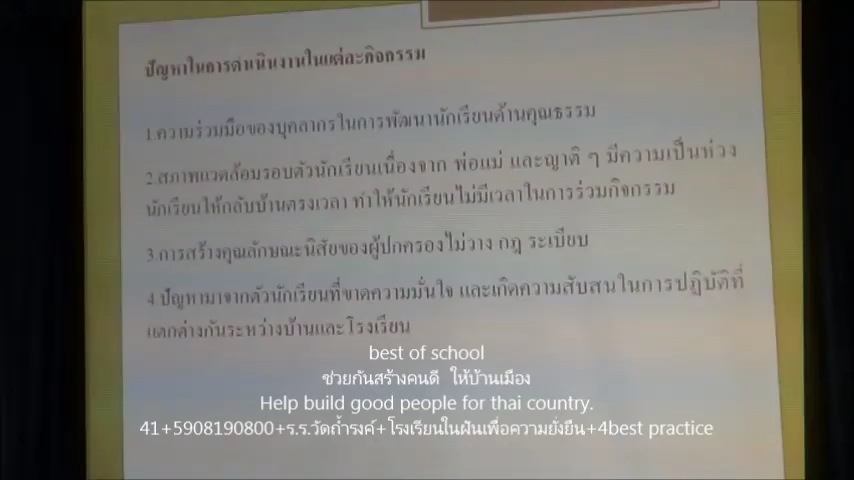 ปัญหาในการดำเนินงานในแต่ละกิจกรรม
1.ความร่วมมือของบุคลากรในการพัฒนานักเรียนด้านคุณธรรม
2.สภาพแวดล้อมรอบตัวนักเรียนเนื่องจาก พ่อแม่ และญาติ ๆ มีความเป็นห่วง
นักเรียนให้กลับบ้านตรงเวลา ทำให้นักเรียนไม่มีเวลาในการร่วมกิจกรรม
3.การสร้างคุณลักษณะนิสัยของผู้ปกครองไม่วาง กฎ ระเบียบ
4.ปัญหามาจากตัวนักเรียนที่ขาดความมั่นใจ และเกิดความสับสนในการปฏิบัติที่
แตกต่างกันระหว่างบ้านและโรงเรียน
best of school
ช่วยกันสร้างคนดี ให้บ้านเมือง
Help build good people for thai country.
41+5908190800+ร.ร.วัดถ้ำรงค์+โรงเรียนในฝันเพื่อความยั่งยืน+4best practice